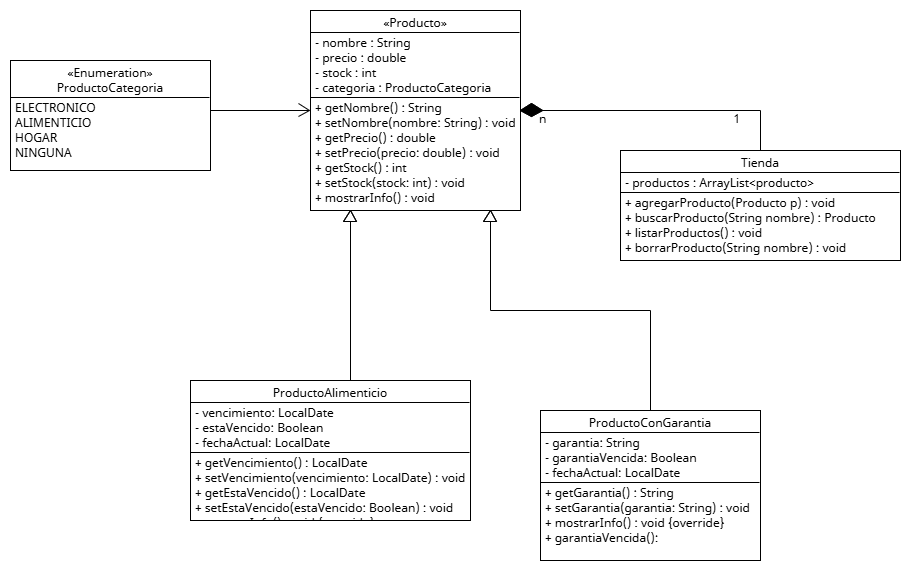 «Producto»
- nombre : String
- precio : double
- stock : int
- categoria : ProductoCategoria
+ getNombre() : String
+ setNombre(nombre: String) : void
+ getPrecio() : double
+ setPrecio(precio: double) : void
+ getStock() : int
+ setStock(stock: int) : void
+ mostrarInfo() : void
«Enumeration»
ProductoCategoria
ELECTRONICO
ALIMENTICIO
HOGAR
NINGUNA
n
1
Tienda
- productos : ArrayList<producto>
+ agregarProducto(Producto p) : void
+ buscarProducto(String nombre) : Producto
+ listarProductos() : void
+ borrarProducto(String nombre) : void
ProductoAlimenticio
- vencimiento: LocalDate
- estaVencido: Boolean
- fechaActual: LocalDate
+ getVencimiento() : LocalDate
+ setVencimiento(vencimiento: LocalDate) : void
+ getEstaVencido() : LocalDate
+ setEstaVencido(estaVencido: Boolean) : void
ProductoConGarantia
- garantia: String
- garantiaVencida: Boolean
- fechaActual: LocalDate
+ getGarantia() : String
+ setGarantia(garantia: String) : void
+ mostrarInfo() : void {override}
+ garantiaVencida():